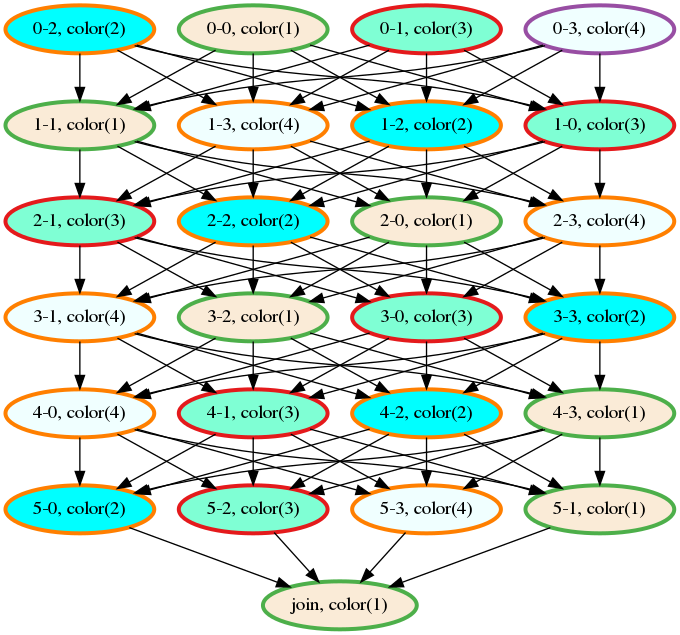 0-2, color(2)
0-0, color(1)
0-1, color(3)
0-3, color(4)
1-1, color(1)
1-3, color(4)
1-2, color(2)
1-0, color(3)
2-1, color(3)
2-2, color(2)
2-0, color(1)
2-3, color(4)
3-1, color(4)
3-2, color(1)
3-0, color(3)
3-3, color(2)
4-0, color(4)
4-1, color(3)
4-2, color(2)
4-3, color(1)
5-0, color(2)
5-2, color(3)
5-3, color(4)
5-1, color(1)
join, color(1)